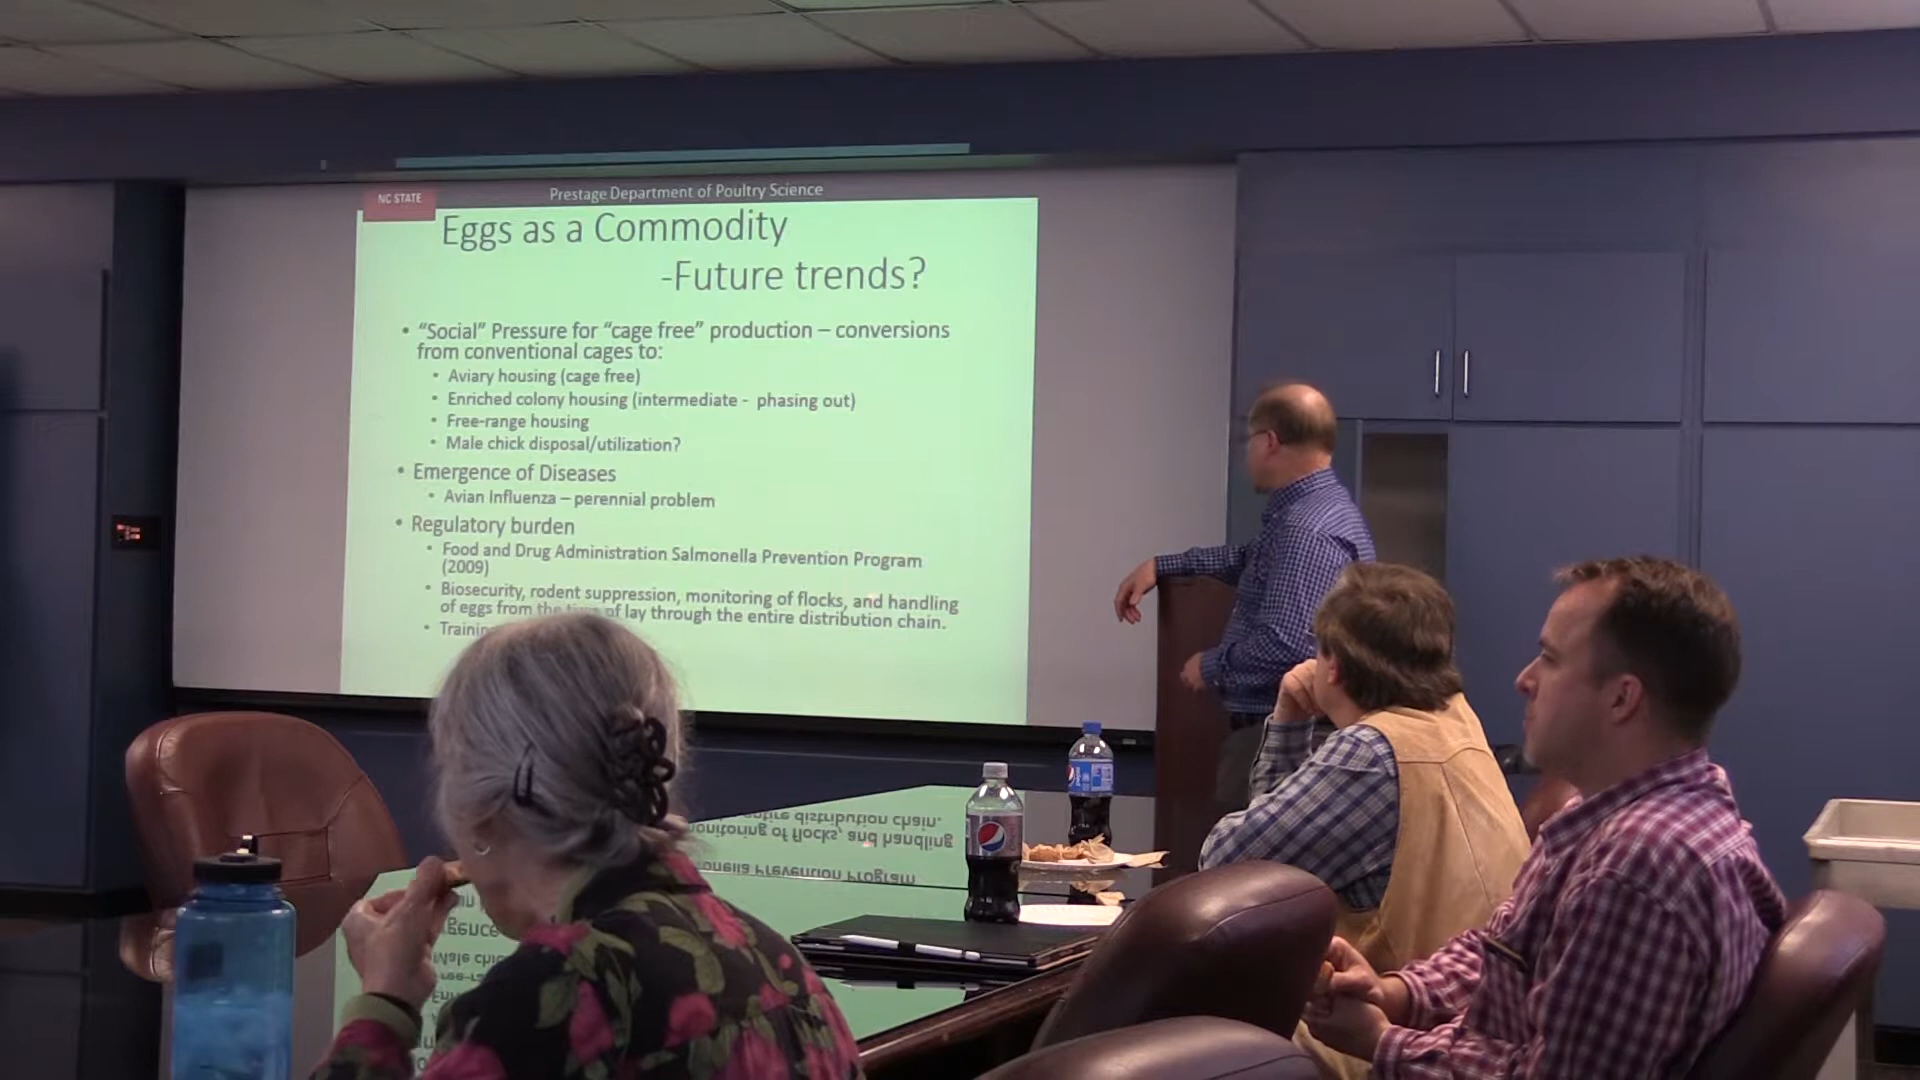 NC STATE
Prestage Department of Poultry Science
Eggs as a Commodity
-Future trends?
• "Social" Pressure for "cage free" production – conversions
from conventional cages to:
• Aviary housing (cage free)
• Enriched colony housing (intermediate - phasing out)
• Free-range housing
• Male chick disposal/utilization?
• Emergence of Diseases
• Avian Influenza – perennial problem
• Regulatory burden
• Food and Drug Administration Salmonella Prevention Program
(2009)
• Biosecurity, rodent suppression, monitoring of flocks, and handling
of eggs from the time of lay through the entire distribution chain.
• Training